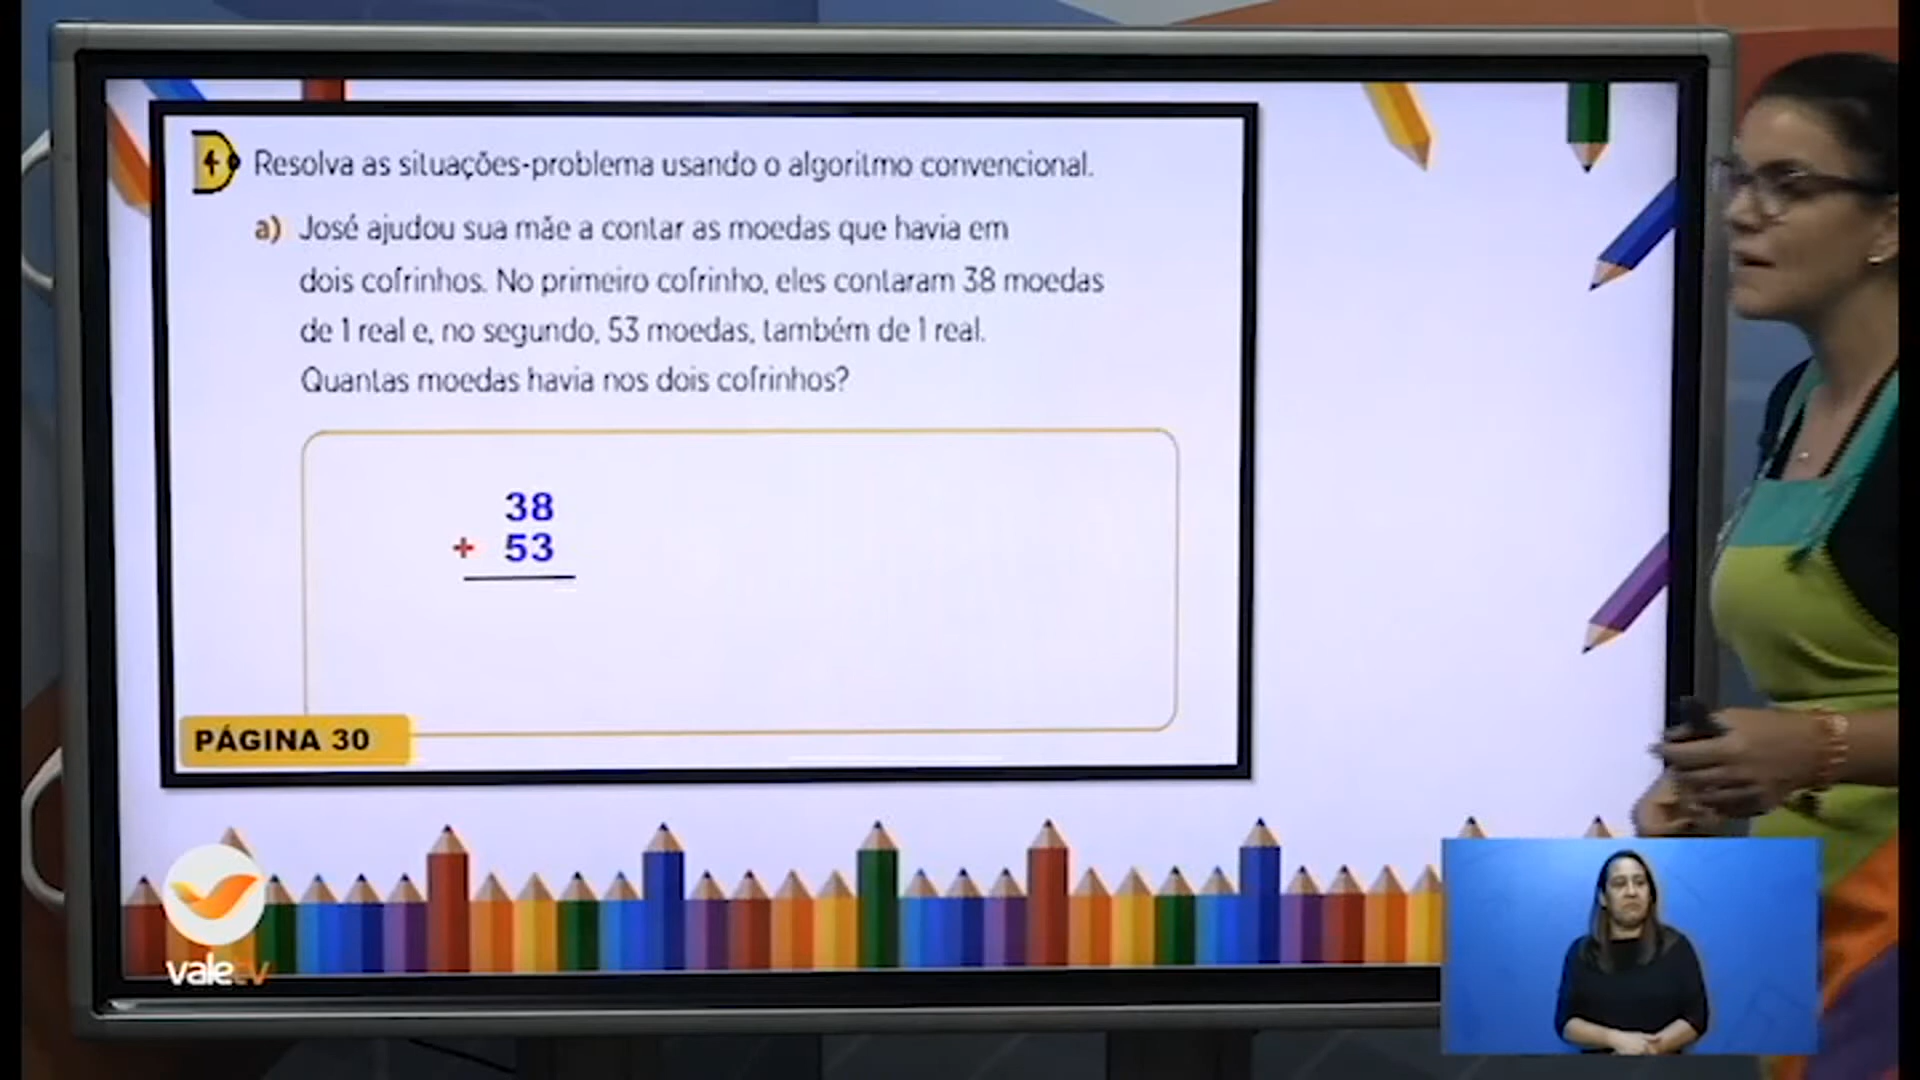 4 Resolva as situações-problema usando o algoritmo convencional.
a) José ajudou sua mãe a contar as moedas que havia em
dois cofrinhos. No primeiro cofrinho, eles contaram 38 moedas
de 1 real e, no segundo, 53 moedas, também de 1 real.
Quantas moedas havia nos dois cofrinhos?
38
+ 53
PÁGINA 30
valetv